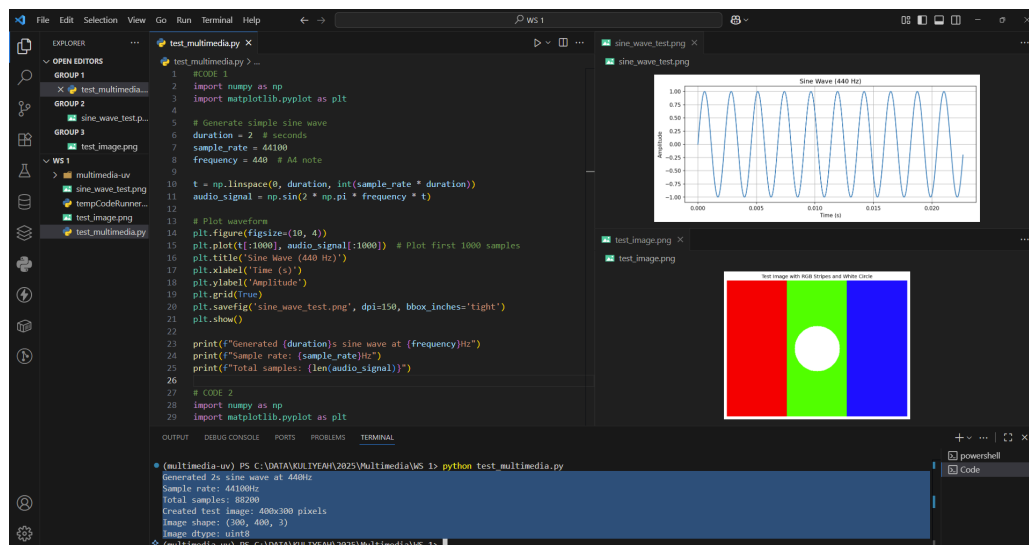 File Edit Selection View Go Run Terminal Help
WS 1
EXPLORER
OPEN EDITORS
GROUP 1
test_multimedia....
GROUP 2
sine_wave_test.p...
GROUP 3
test_image.png
WS 1
multimedia-uv
sine_wave_test.png
tempCodeRunner...
test_image.png
test_multimedia.py
test_multimedia.py
test_multimedia.py > ...
1 #CODE 1
2 import numpy as np
3 import matplotlib.pyplot as plt
4
5 # Generate simple sine wave
6 duration = 2 # seconds
7 sample_rate = 44100
8 frequency = 440 # A4 note
9
10 t = np.linspace(0, duration, int(sample_rate * duration))
11 audio_signal = np.sin(2 * np.pi * frequency * t)
12
13 # Plot waveform
14 plt.figure(figsize=(10, 4))
15 plt.plot(t[:1000], audio_signal[:1000]) # Plot first 1000 samples
16 plt.title('Sine Wave (440 Hz)')
17 plt.xlabel('Time (s)')
18 plt.ylabel('Amplitude')
19 plt.grid(True)
20 plt.savefig('sine_wave_test.png', dpi=150, bbox_inches='tight')
21 plt.show()
22
23 print(f"Generated {duration}s sine wave at {frequency}Hz")
24 print(f"Sample rate: {sample_rate}Hz")
25 print(f"Total samples: {len(audio_signal)}")
26
27 # CODE 2
28 import numpy as np
29 import matplotlib.pyplot as plt
sine_wave_test.png
sine_wave_test.png
Sine Wave (440 Hz)
1.00
0.75
0.50
0.25
0.00
−0.25
−0.50
−0.75
−1.00
Amplitude
0.000 0.005 0.010 0.015 0.020
Time (s)
test_image.png
test_image.png
Test Image with RGB Stripes and White Circle
OUTPUT DEBUG CONSOLE PORTS PROBLEMS TERMINAL
powershell
Code
(multimedia-uv) PS C:\DATA\KULIYEAH\2025\Multimedia\WS 1> python test_multimedia.py
Generated 2s sine wave at 440Hz
Sample rate: 44100Hz
Total samples: 88200
Created test image: 400x300 pixels
Image shape: (300, 400, 3)
Image dtype: uint8
(multimedia-uv) PS C:\DATA\KULIYEAH\2025\Multimedia\WS 1>